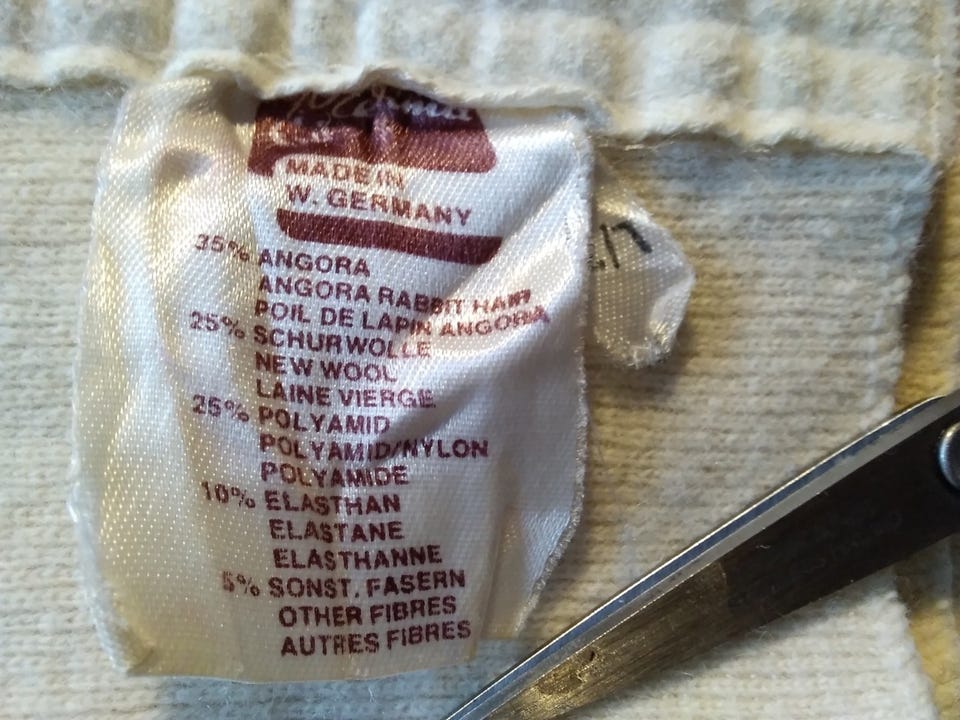 MADE IN
W. GERMANY
35% ANGORA
ANGORA RABBIT HAIR
POIL DE LAPIN ANGORA
25% SCHURWOLLE
NEW WOOL
LAINE VIERGE
25% POLYAMID
POLYAMID/NYLON
POLYAMIDE
10% ELASTHAN
ELASTANE
ELASTHANNE
5% SONST. FASERN
OTHER FIBRES
AUTRES FIBRES